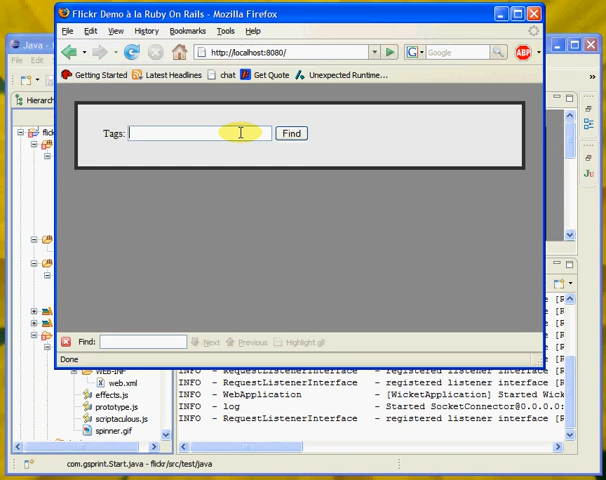 Flickr Demo à la Ruby On Rails - Mozilla Firefox
File Edit View History Bookmarks Tools Help
http://localhost:8080/
Google
ABP
Getting Started Latest Headlines chat Get Quote Unexpected Runtime...
Tags: Find
Find: Next Previous Highlight all
Done
Java -
File Ed
Hierarch
flick
[R
[R
[R
[R
[R
[R
WEB-INF
web.xml
effects.js
prototype.js
scriptaculous.js
spinner.gif
INFO - RequestListenerInterface - registered listener interface [R
INFO - RequestListenerInterface - registered listener interface [R
INFO - WebApplication - [WicketApplication] Started Wick
INFO - log - Started SocketConnector@0.0.0.0:
INFO - RequestListenerInterface - registered listener interface [R
com.gsprint.Start.java - flickr/src/test/java